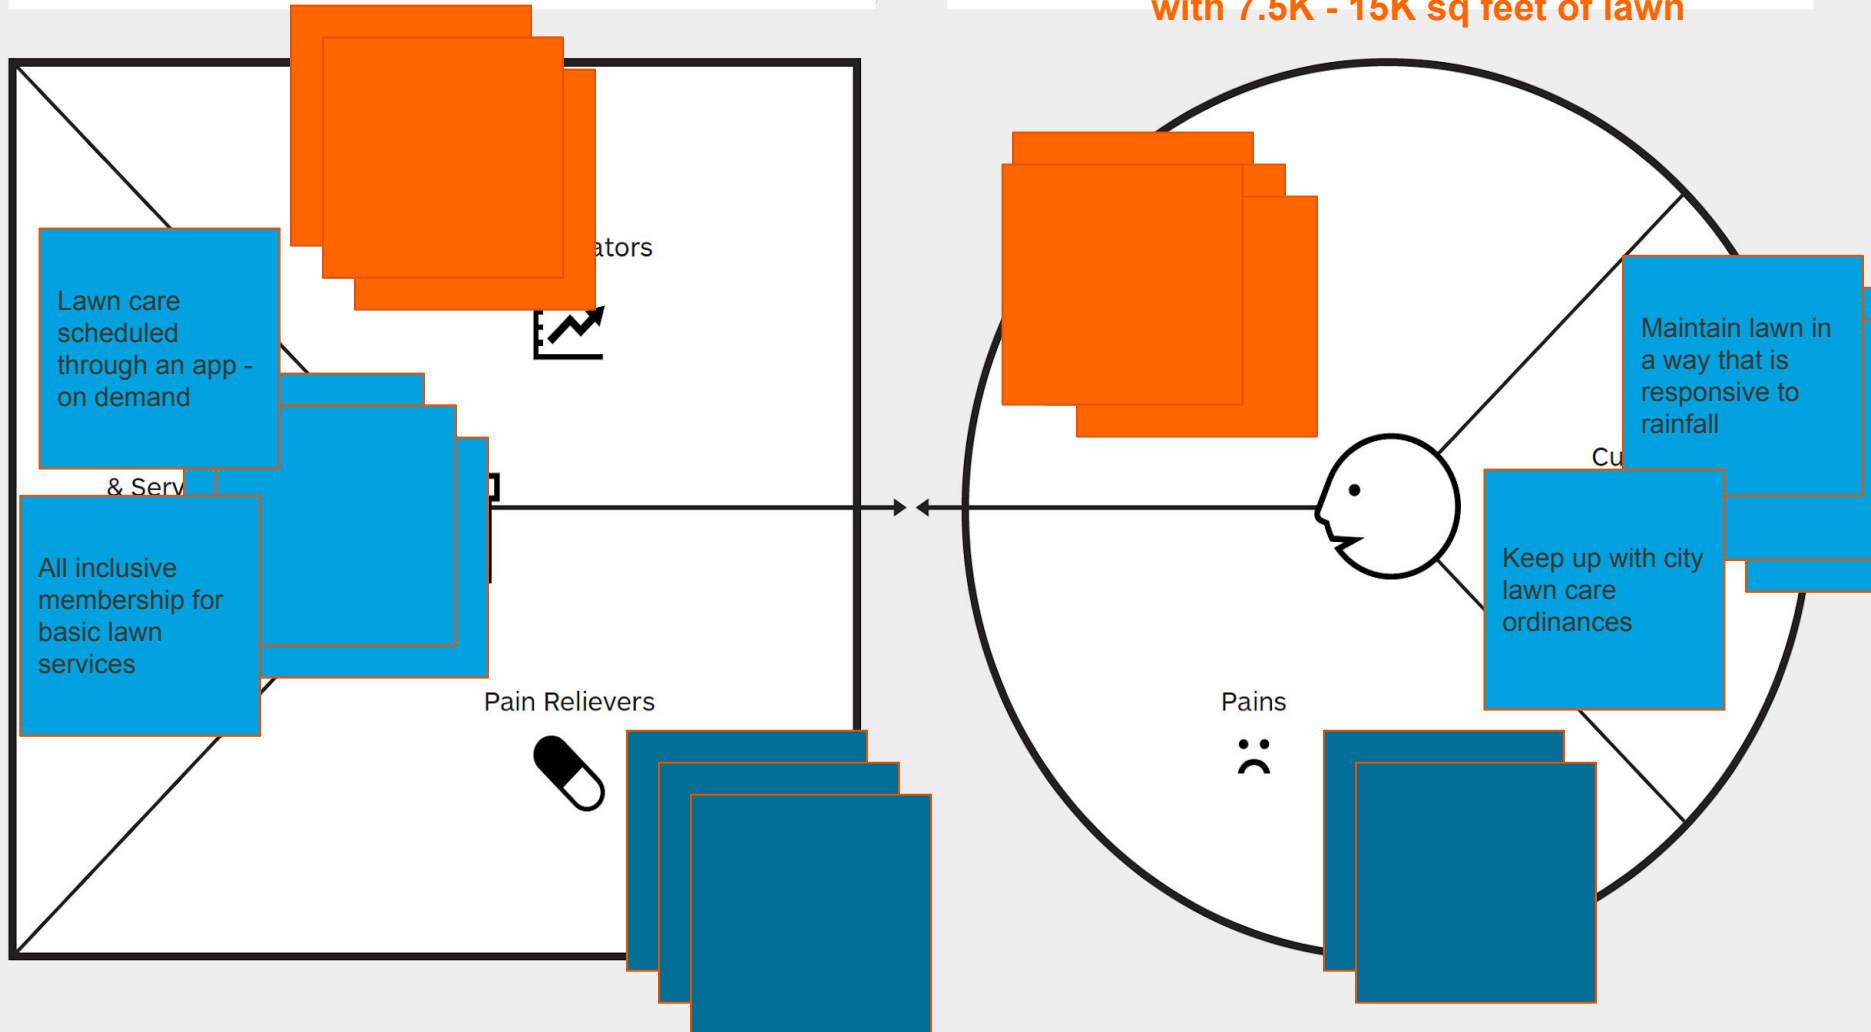 with 7.5K - 15K sq feet of lawn
ators
Lawn care
scheduled
through an app -
on demand
& Serv
All inclusive
membership for
basic lawn
services
Pain Relievers
Maintain lawn in
a way that is
responsive to
rainfall
Cu
Keep up with city
lawn care
ordinances
Pains